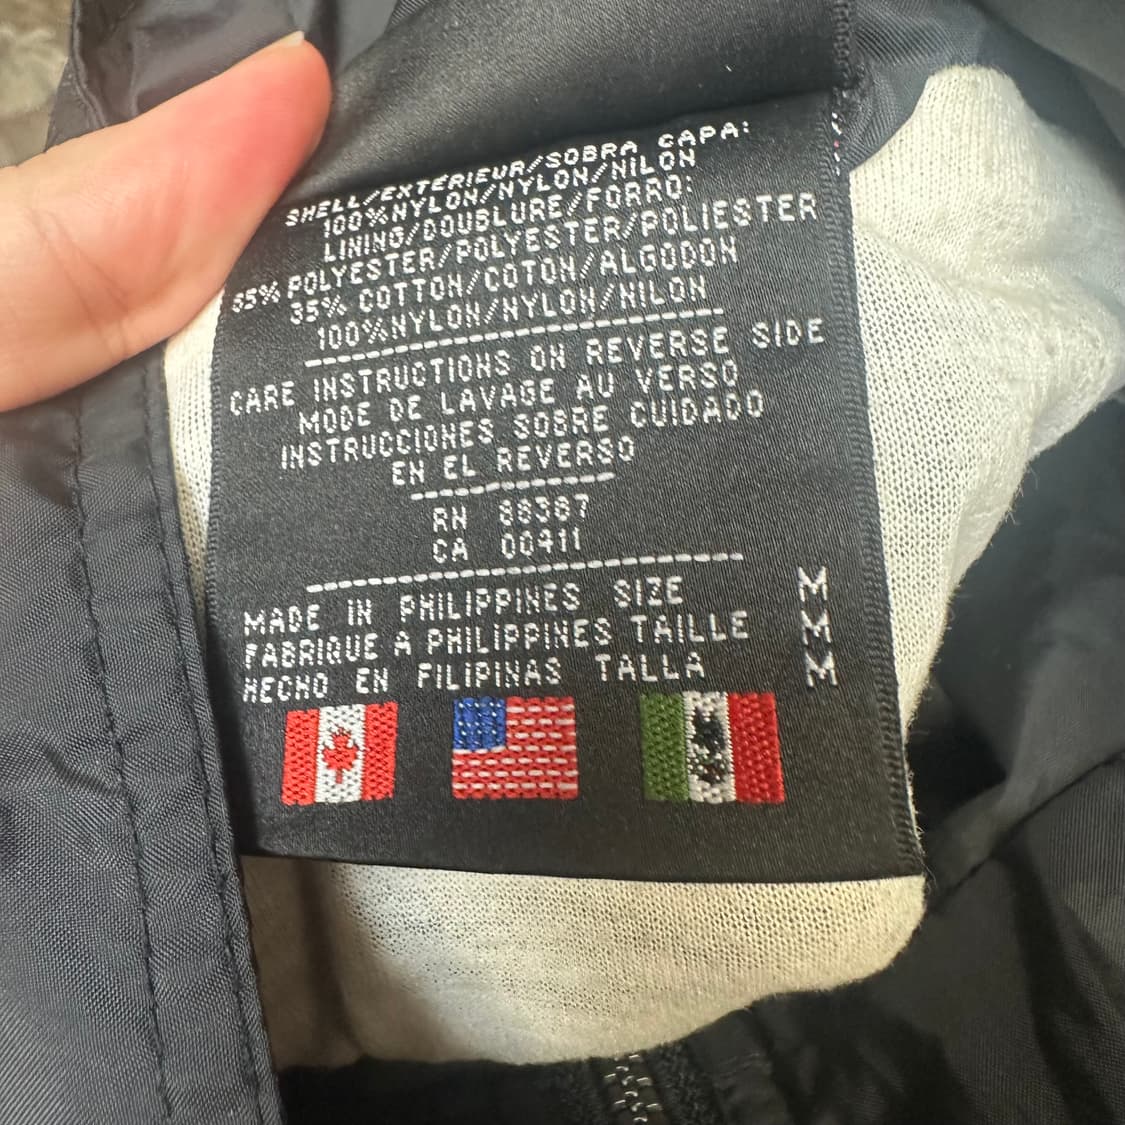 SHELL/EXTERIEUR/SOBRA CAPA:
100%NYLON/NYLON/NILON
LINING/DOUBLURE/FORRO:
65% POLYESTER/POLYESTER/POLIESTER
35% COTTON/COTON/ALGODON
100%NYLON/NYLON/NILON
CARE INSTRUCTIONS ON REVERSE SIDE
MODE DE LAVAGE AU VERSO
INSTRUCCIONES SOBRE CUIDADO
EN EL REVERSO
RN 88387
CA 00411
MADE IN PHILIPPINES SIZE M
FABRIQUE A PHILIPPINES TAILLE M
HECHO EN FILIPINAS TALLA M